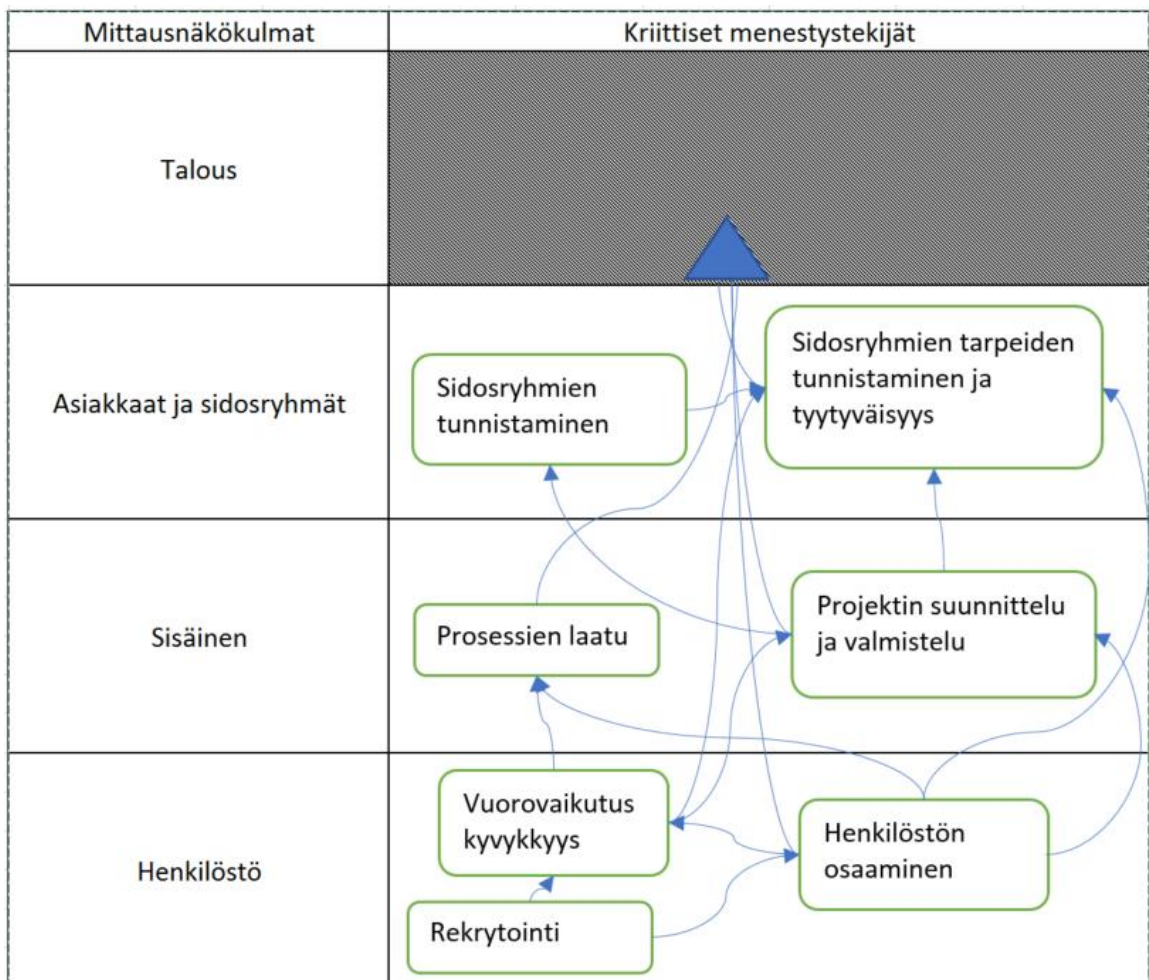 Mittausnäkökulmat
Kriittiset menestystekijät
Talous
Asiakkaat ja sidosryhmät
Sidosryhmien
tunnistaminen
Sidosryhmien tarpeiden
tunnistaminen ja
tyytyväisyys
Sisäinen
Prosessien laatu
Projektin suunnittelu
ja valmistelu
Henkilöstö
Vuorovaikutus
kyvykkyys
Henkilöstön
osaaminen
Rekrytointi